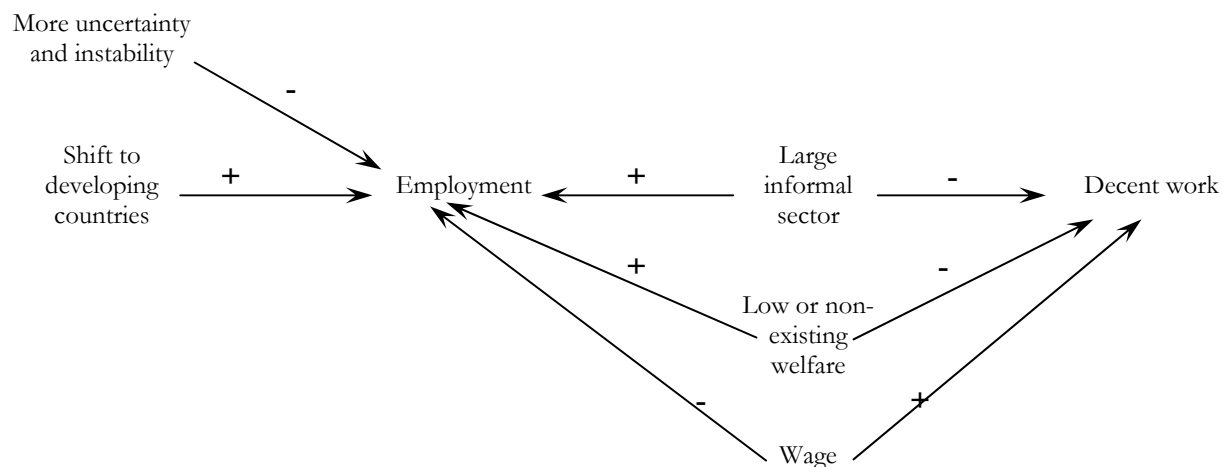 More uncertainty
and instability
-
Shift to
developing
countries
+
Employment
+
Large
informal
sector
-
Decent work
+
Low or non-
existing
welfare
-
-
Wage
+